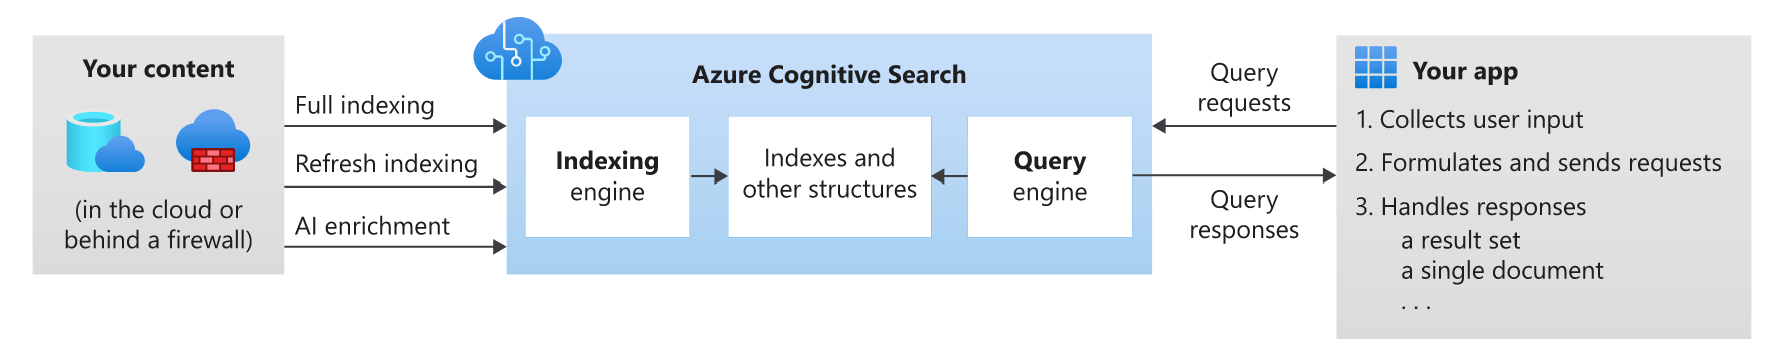 Your content
(in the cloud or
behind a firewall)
Full indexing
Refresh indexing
AI enrichment
Azure Cognitive Search
Indexing
engine
Indexes and
other structures
Query
engine
Query
requests
Query
responses
Your app
1. Collects user input
2. Formulates and sends requests
3. Handles responses
a result set
a single document
. . .